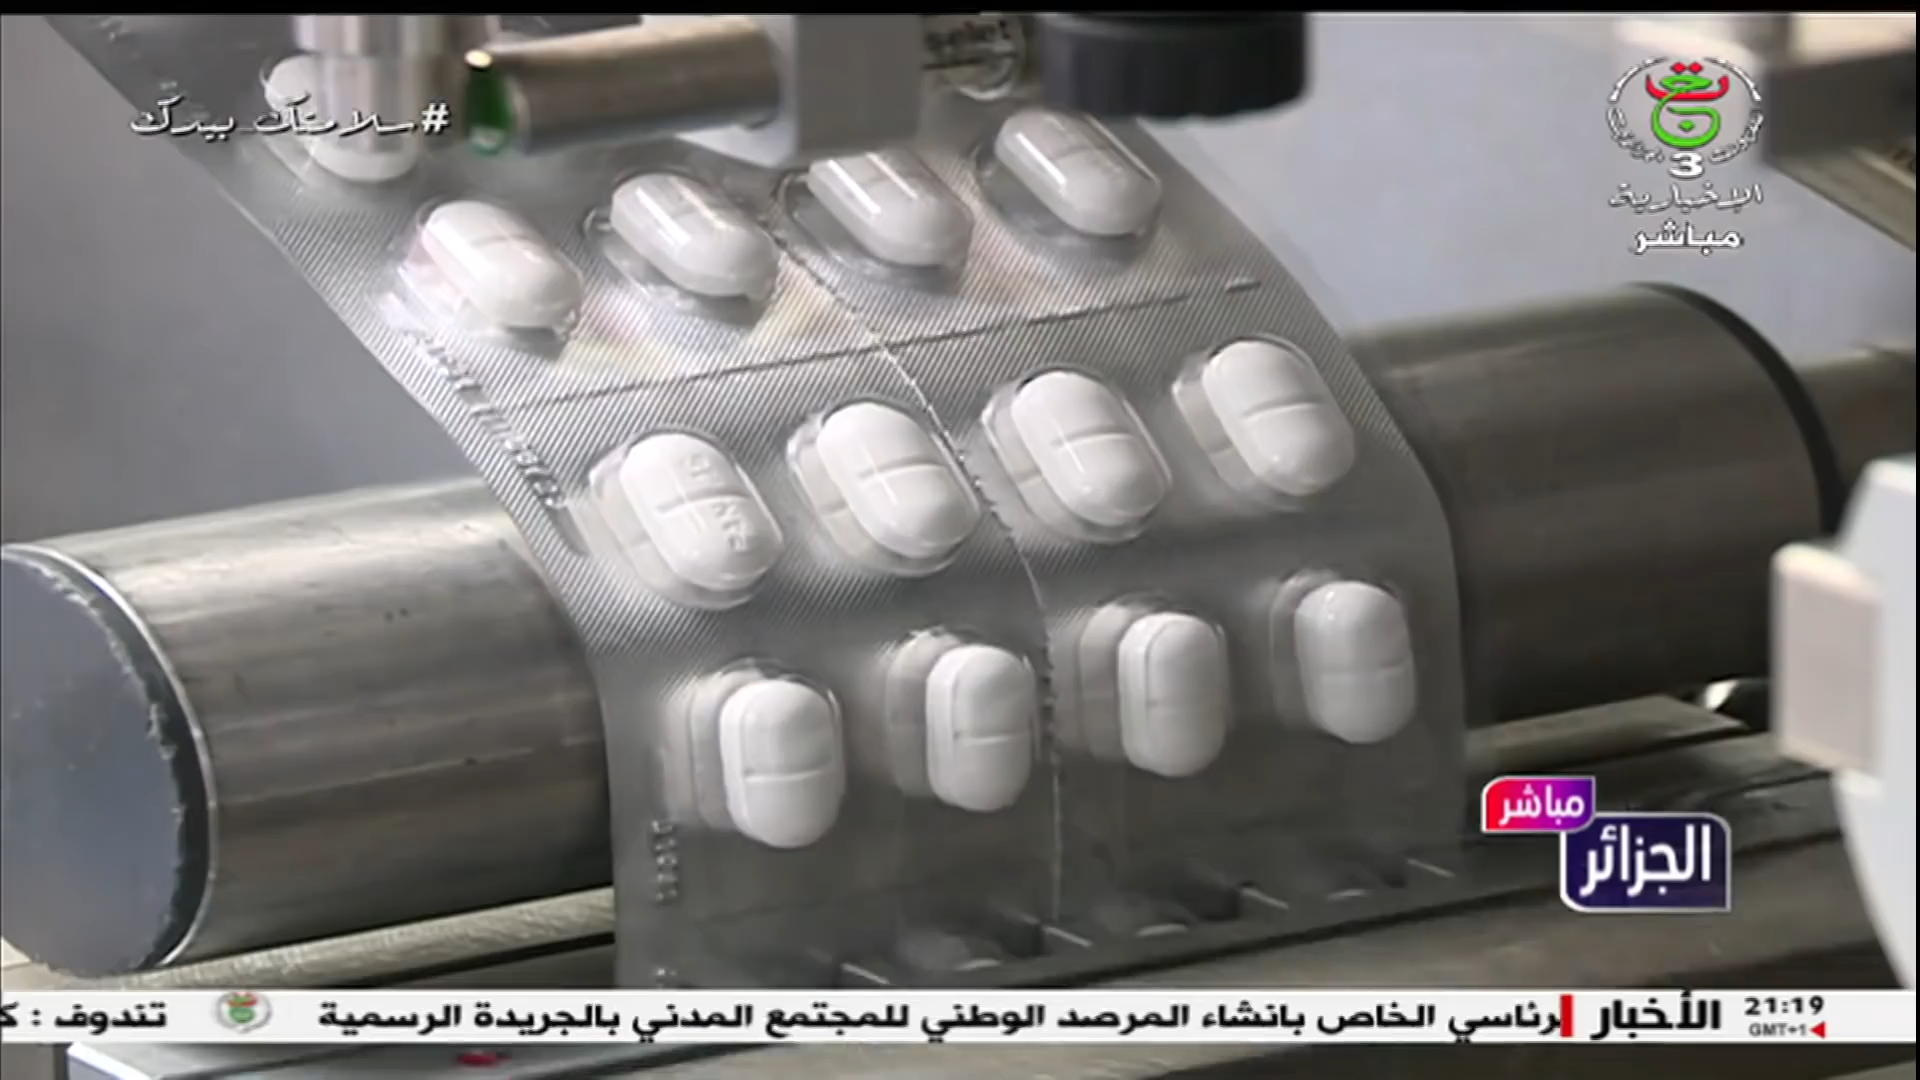 #سلامتك بيدك
3
الإخبارية
مباشر
مباشر
الجزائر
21:19
GMT+1
الأخبار
رئاسي الخاص بانشاء المرصد الوطني للمجتمع المدني بالجريدة الرسمية
تندوف :